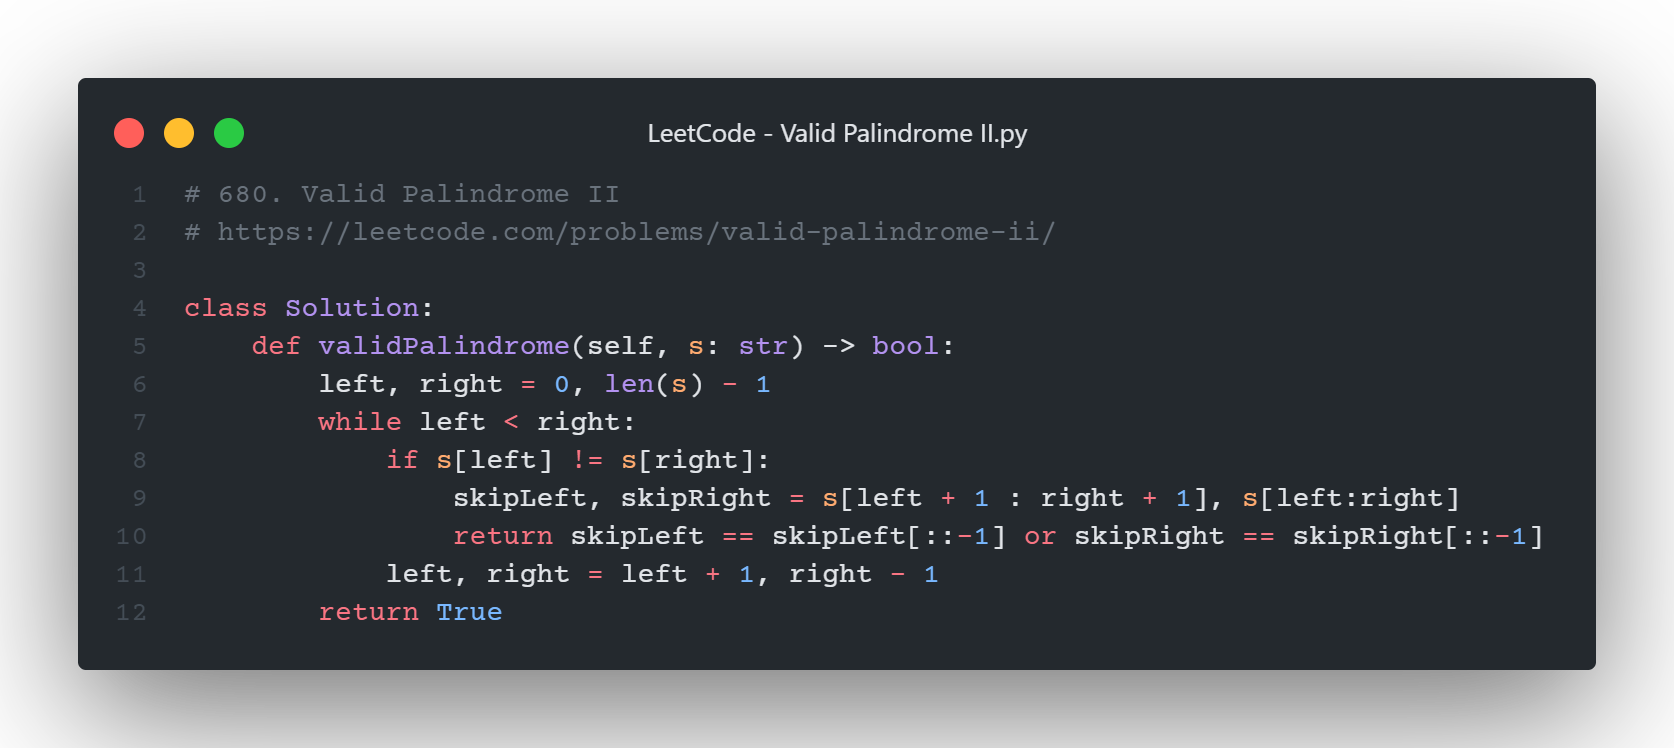 LeetCode - Valid Palindrome II.py
1 # 680. Valid Palindrome II
2 # https://leetcode.com/problems/valid-palindrome-ii/
3
4 class Solution:
5     def validPalindrome(self, s: str) -> bool:
6         left, right = 0, len(s) - 1
7         while left < right:
8             if s[left] != s[right]:
9                 skipLeft, skipRight = s[left + 1 : right + 1], s[left:right]
10                 return skipLeft == skipLeft[::-1] or skipRight == skipRight[::-1]
11             left, right = left + 1, right - 1
12         return True